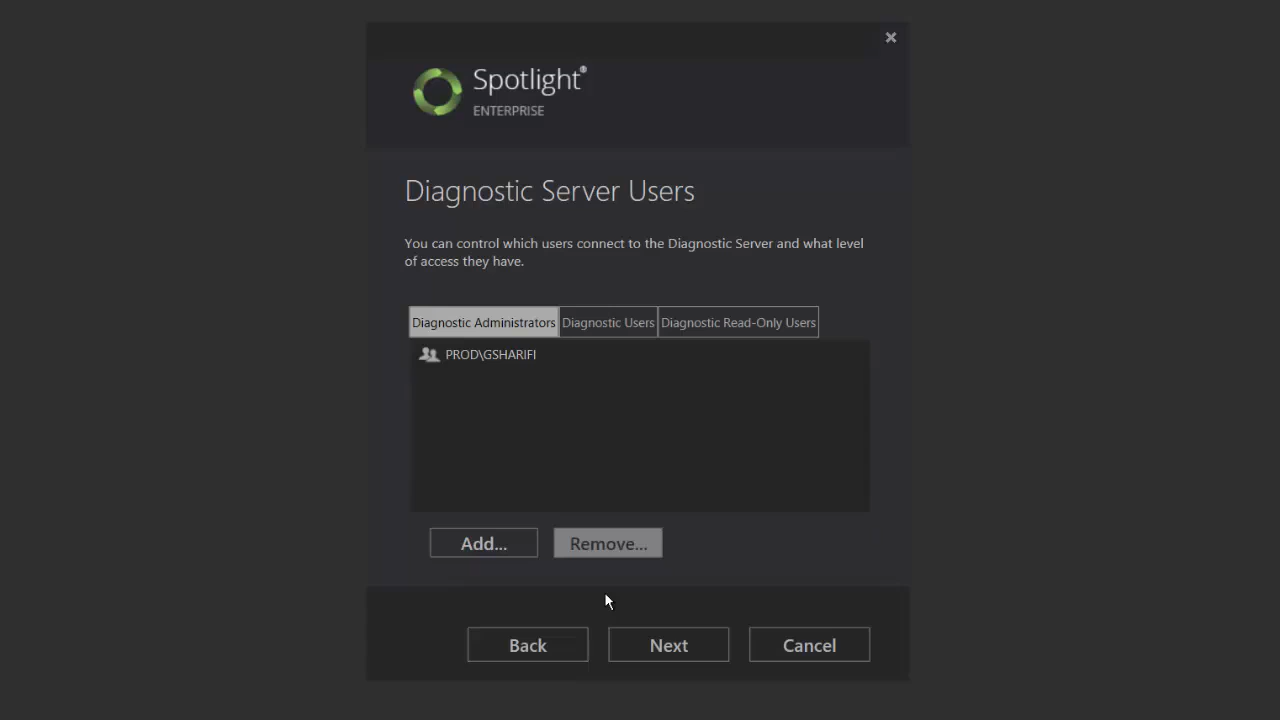 Spotlight®
ENTERPRISE
Diagnostic Server Users
You can control which users connect to the Diagnostic Server and what level
of access they have.
Diagnostic Administrators Diagnostic Users Diagnostic Read-Only Users
PROD\GSHARIFI
Add... Remove...
Back Next Cancel